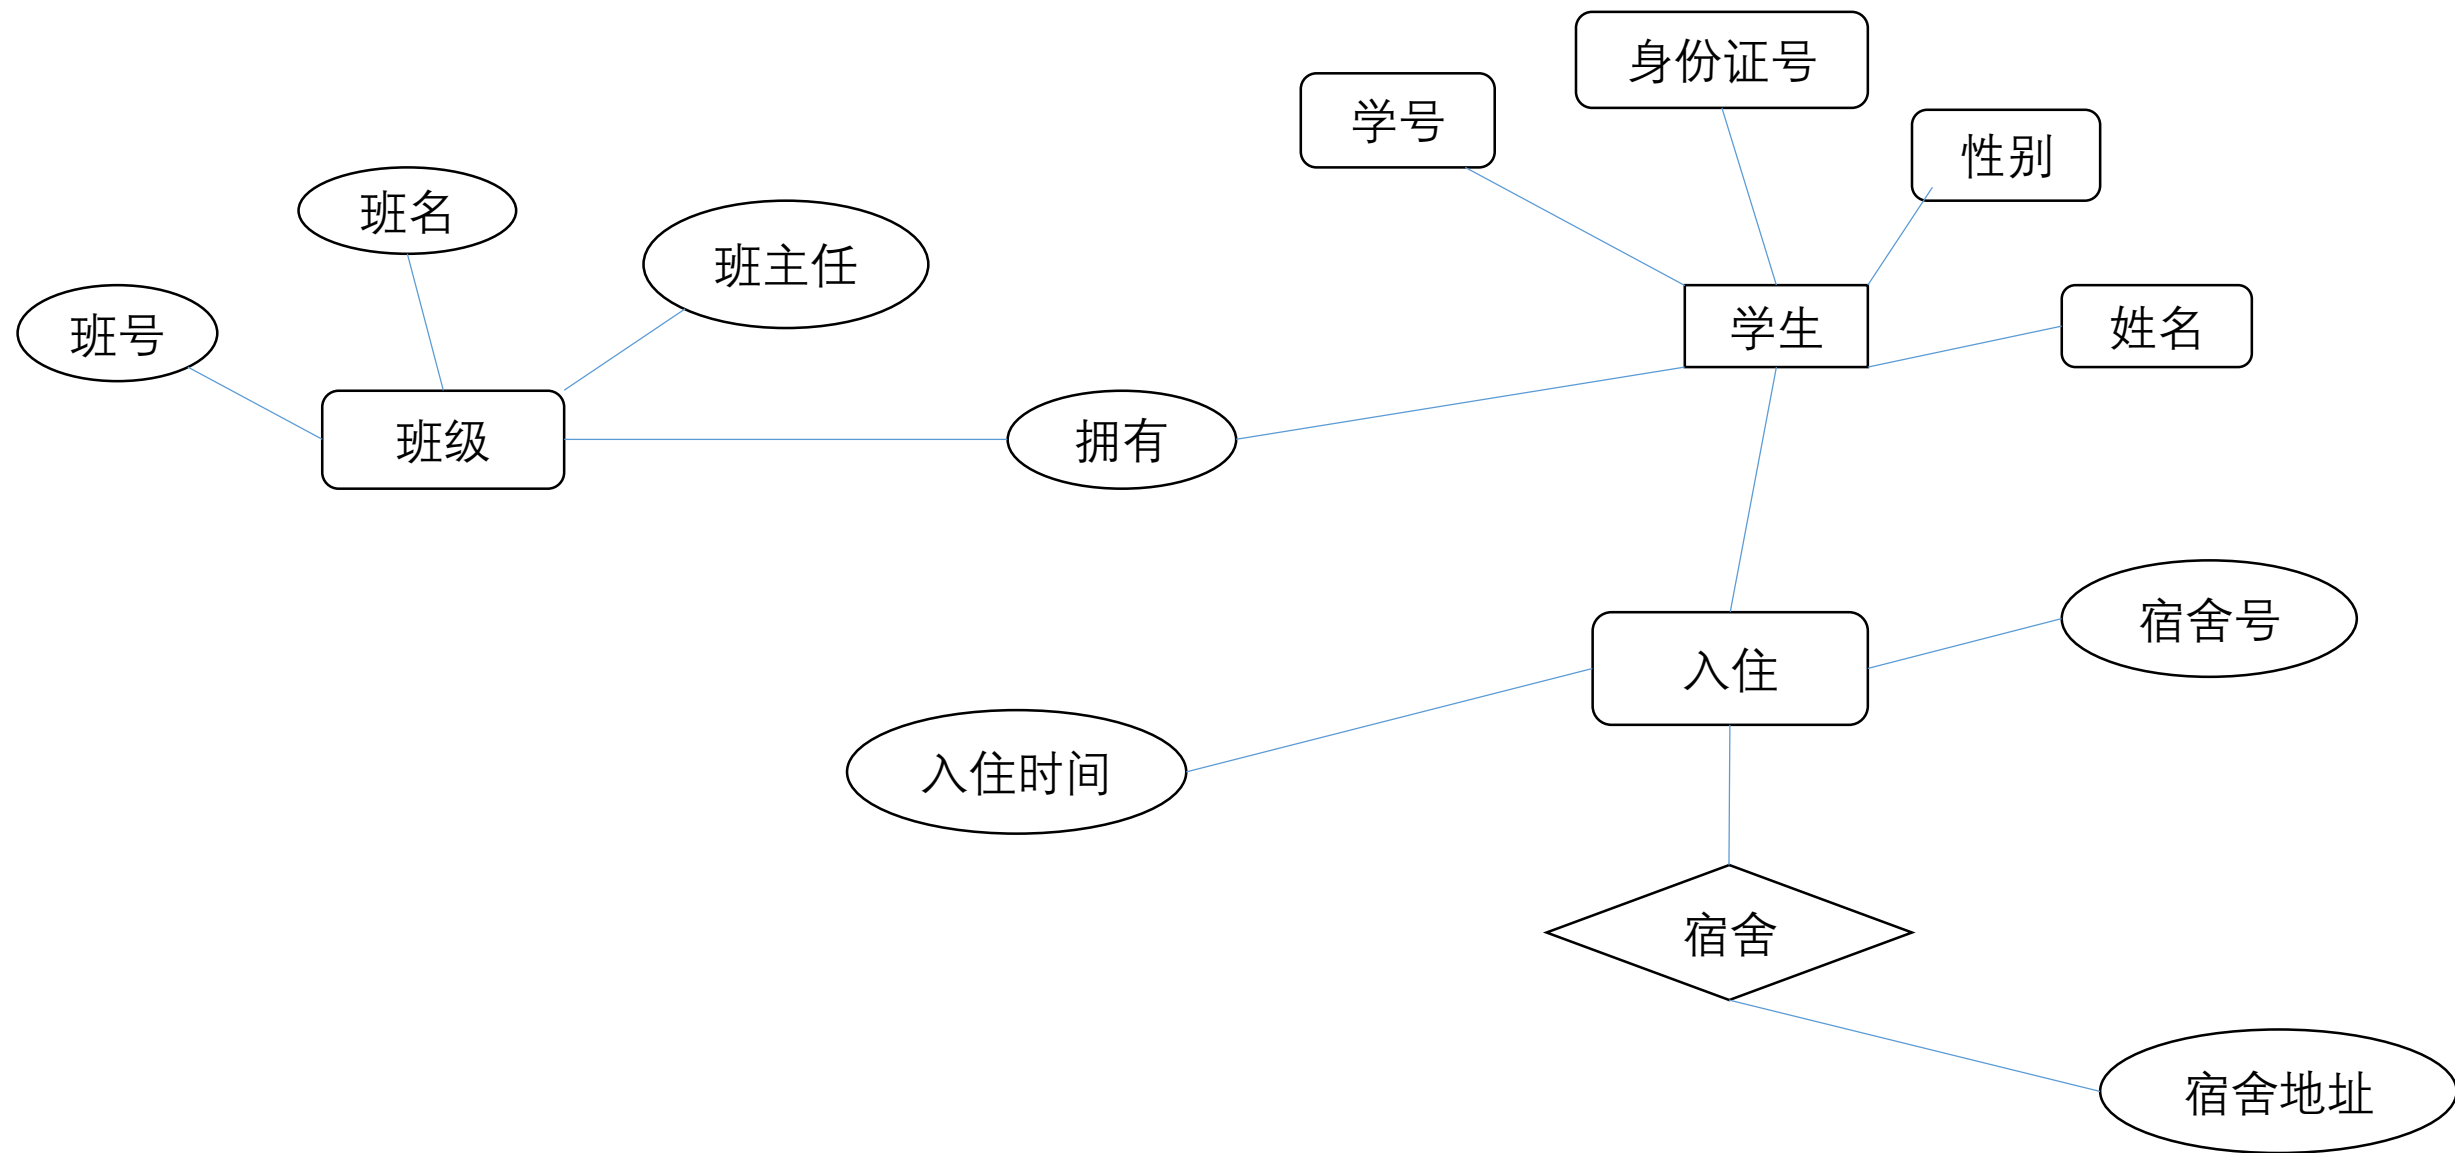 身份证号
学号
性别
班名
班主任
班号
学生
姓名
班级
拥有
宿舍号
入住
入住时间
宿舍
宿舍地址